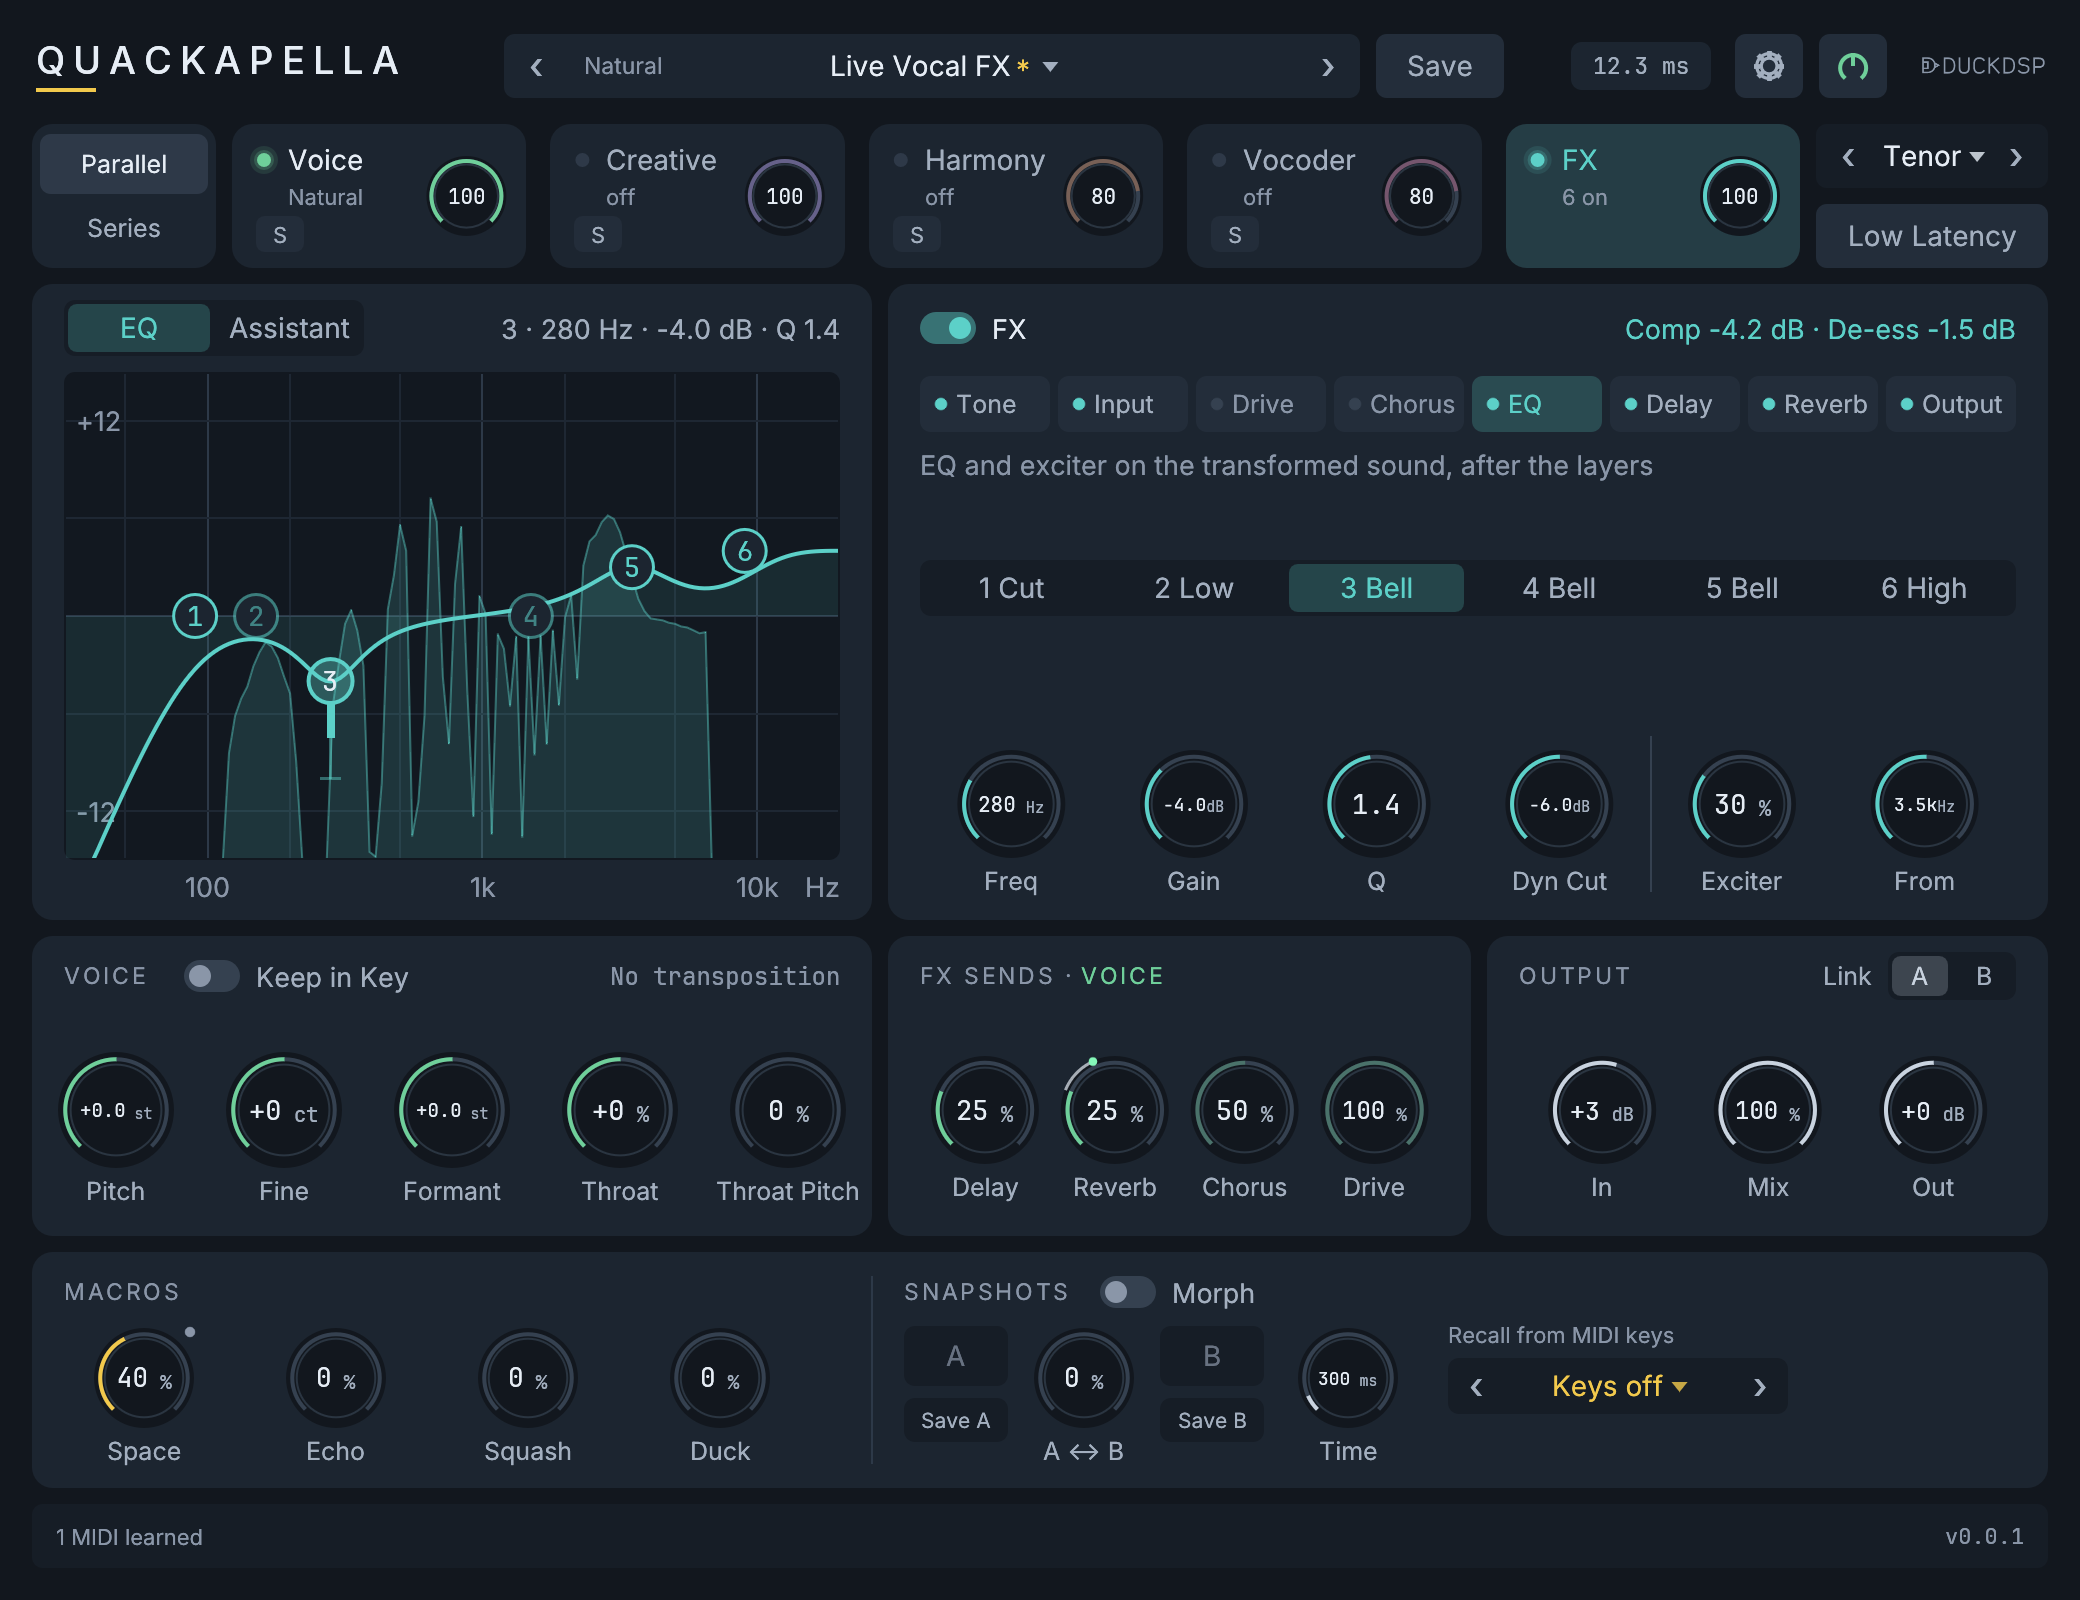 QUACKAPELLA
Natural
Live Vocal FX*
Save
12.3 ms
DUCKDSP
Parallel
Series
Voice
Natural
S
100
Creative
off
S
100
Harmony
off
S
80
Vocoder
off
S
80
FX
6 on
100
Tenor
Low Latency
EQ
Assistant
3 · 280 Hz · -4.0 dB · Q 1.4
+12
-12
1
2
3
4
5
6
100
1k
10k
Hz
FX
Comp -4.2 dB · De-ess -1.5 dB
Tone
Input
Drive
Chorus
EQ
Delay
Reverb
Output
EQ and exciter on the transformed sound, after the layers
1 Cut
2 Low
3 Bell
4 Bell
5 Bell
6 High
280 Hz
-4.0dB
1.4
-6.0dB
30 %
3.5kHz
Freq
Gain
Q
Dyn Cut
Exciter
From
VOICE
Keep in Key
No transposition
+0.0 st
+0 ct
+0.0 st
+0 %
0 %
Pitch
Fine
Formant
Throat
Throat Pitch
FX SENDS · VOICE
25 %
25 %
50 %
100 %
Delay
Reverb
Chorus
Drive
OUTPUT
Link
A
B
+3 dB
100 %
+0 dB
In
Mix
Out
MACROS
40 %
0 %
0 %
0 %
Space
Echo
Squash
Duck
SNAPSHOTS
Morph
A
Save A
0 %
A ↔ B
B
Save B
300 ms
Time
Recall from MIDI keys
Keys off
1 MIDI learned
v0.0.1